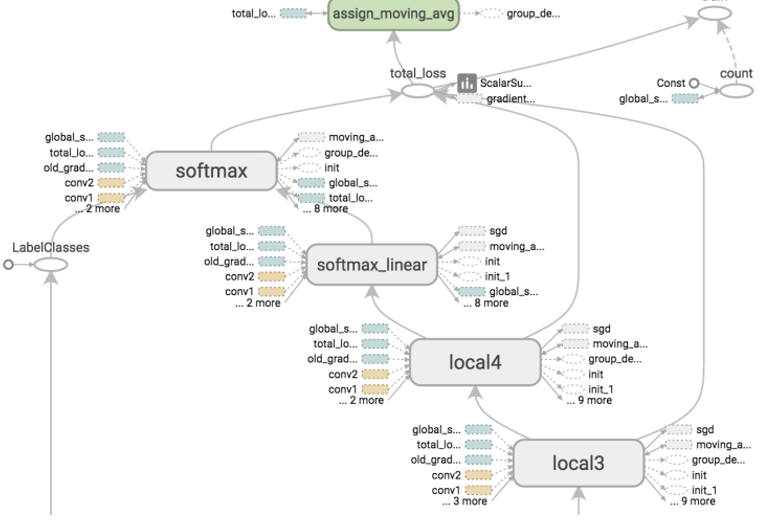 total_lo...
assign_moving_avg
group_de...
total_loss
ScalarSu...
gradient...
Const
count
global_s...
global_s...
total_lo...
old_grad...
conv2
conv1
... 2 more
softmax
moving_a...
group_de...
init
global_s...
total_lo...
... 8 more
LabelClasses
global_s...
total_lo...
old_grad...
conv2
conv1
... 2 more
softmax_linear
sgd
moving_a...
init
init_1
global_s...
... 8 more
global_s...
total_lo...
old_grad...
conv2
conv1
... 2 more
local4
sgd
moving_a...
group_de...
init
init_1
... 9 more
global_s...
total_lo...
old_grad...
conv2
conv1
... 3 more
local3
sgd
moving_a...
group_de...
init
init_1
... 9 more